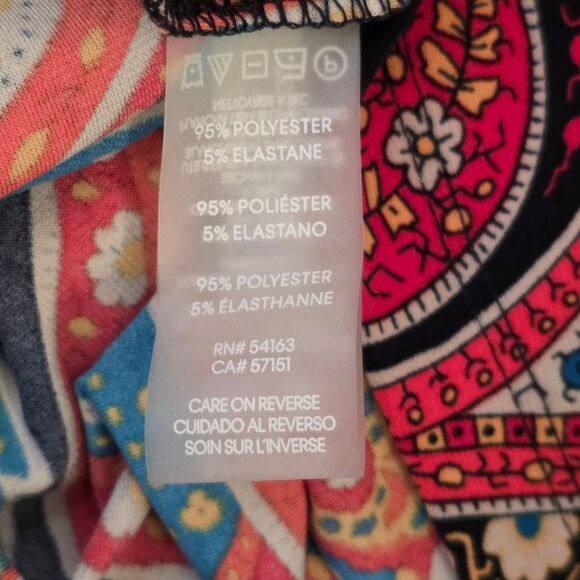 95% POLYESTER
5% ELASTANE
95% POLIÉSTER
5% ELASTANO
95% POLYESTER
5% ÉLASTHANNE
RN# 54163
CA# 57151
CARE ON REVERSE
CUIDADO AL REVERSO
SOIN SUR L'INVERSE